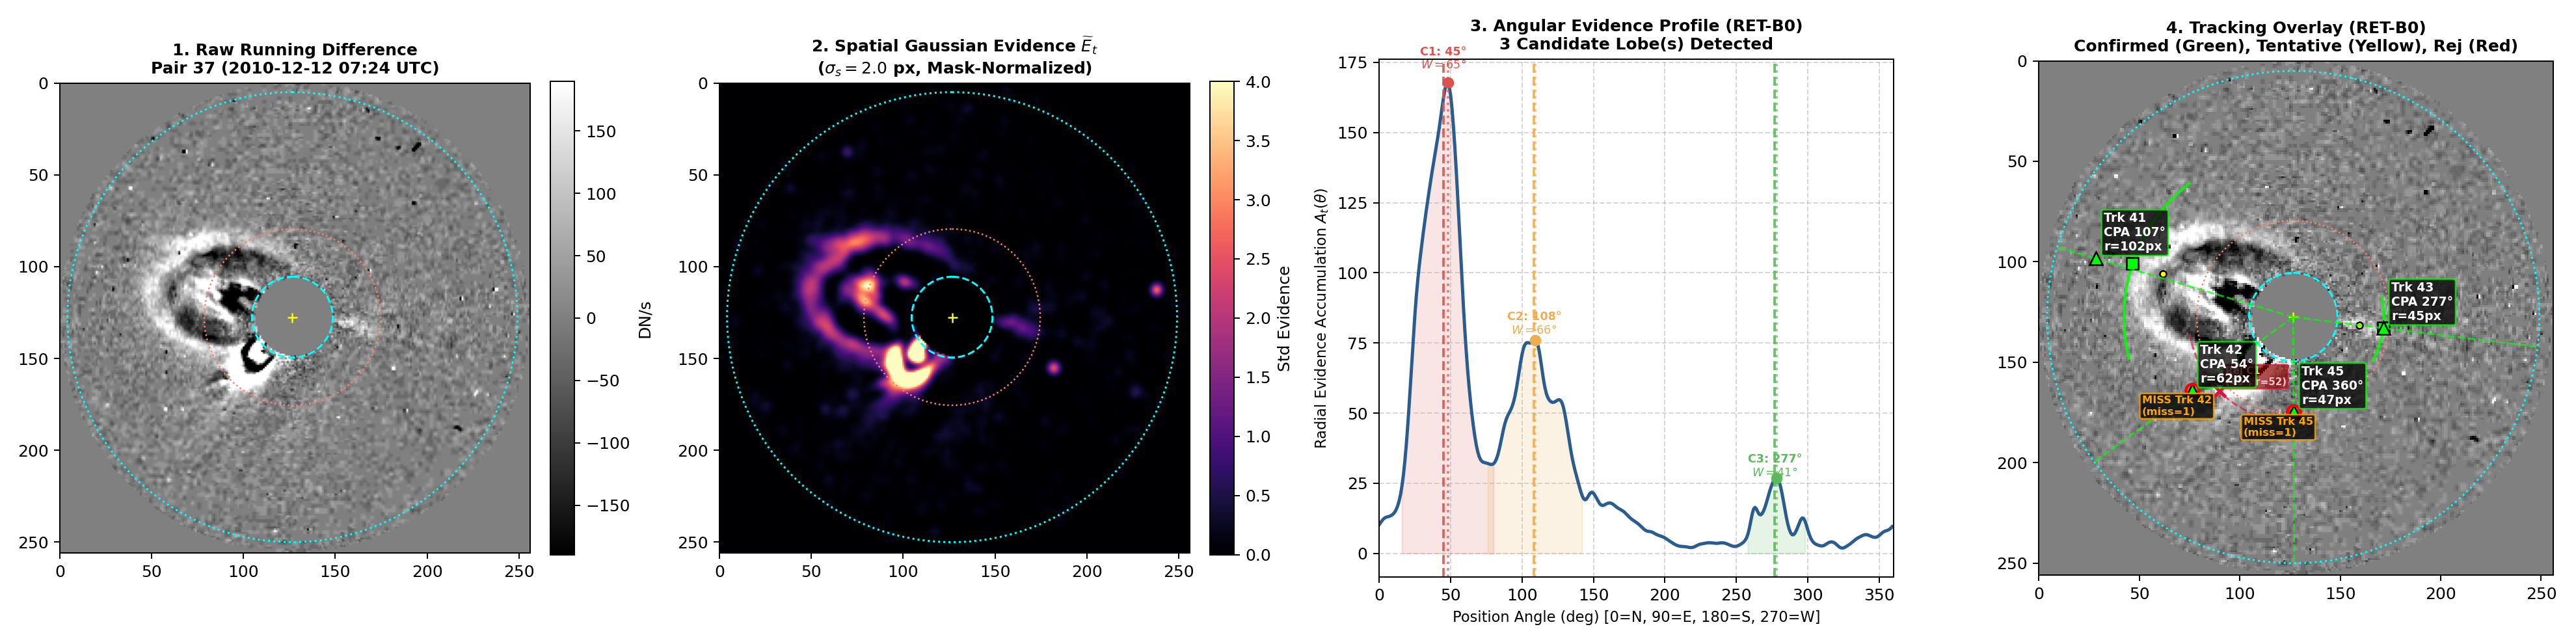 1. Raw Running Difference
Pair 37 (2010-12-12 07:24 UTC)
0
50
100
150
200
250
0
50
100
150
200
250
150
100
50
0
−50
−100
−150
DN/s
2. Spatial Gaussian Evidence Ẽt
(σs = 2.0 px, Mask-Normalized)
0
50
100
150
200
250
0
50
100
150
200
250
4.0
3.5
3.0
2.5
2.0
1.5
1.0
0.5
0.0
Std Evidence
3. Angular Evidence Profile (RET-B0)
3 Candidate Lobe(s) Detected
C1: 45°
W=65°
C2: 108°
W=66°
C3: 277°
W=41°
175
150
125
100
75
50
25
0
0
50
100
150
200
250
300
350
Radial Evidence Accumulation At(θ)
Position Angle (deg) [0=N, 90=E, 180=S, 270=W]
4. Tracking Overlay (RET-B0)
Confirmed (Green), Tentative (Yellow), Rej (Red)
0
50
100
150
200
250
0
50
100
150
200
250
Trk 41
CPA 107°
r=102px
Trk 43
CPA 277°
r=45px
Trk 42
CPA 54°
r=62px
r=52)
Trk 45
CPA 360°
r=47px
MISS Trk 42
(miss=1)
MISS Trk 45
(miss=1)